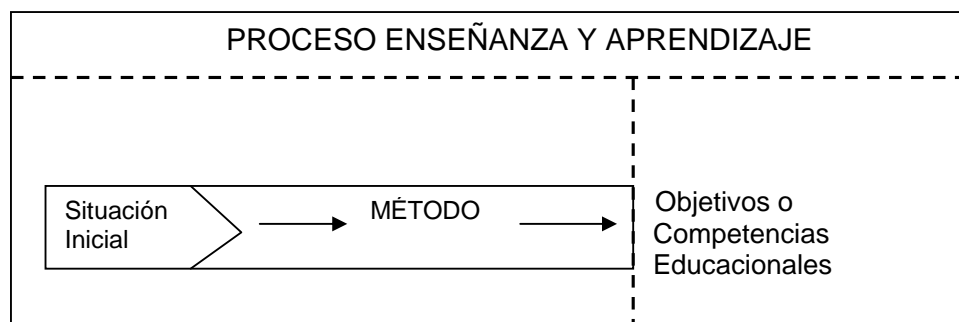 PROCESO ENSEÑANZA Y APRENDIZAJE
Situación
Inicial
MÉTODO
Objetivos o
Competencias
Educacionales